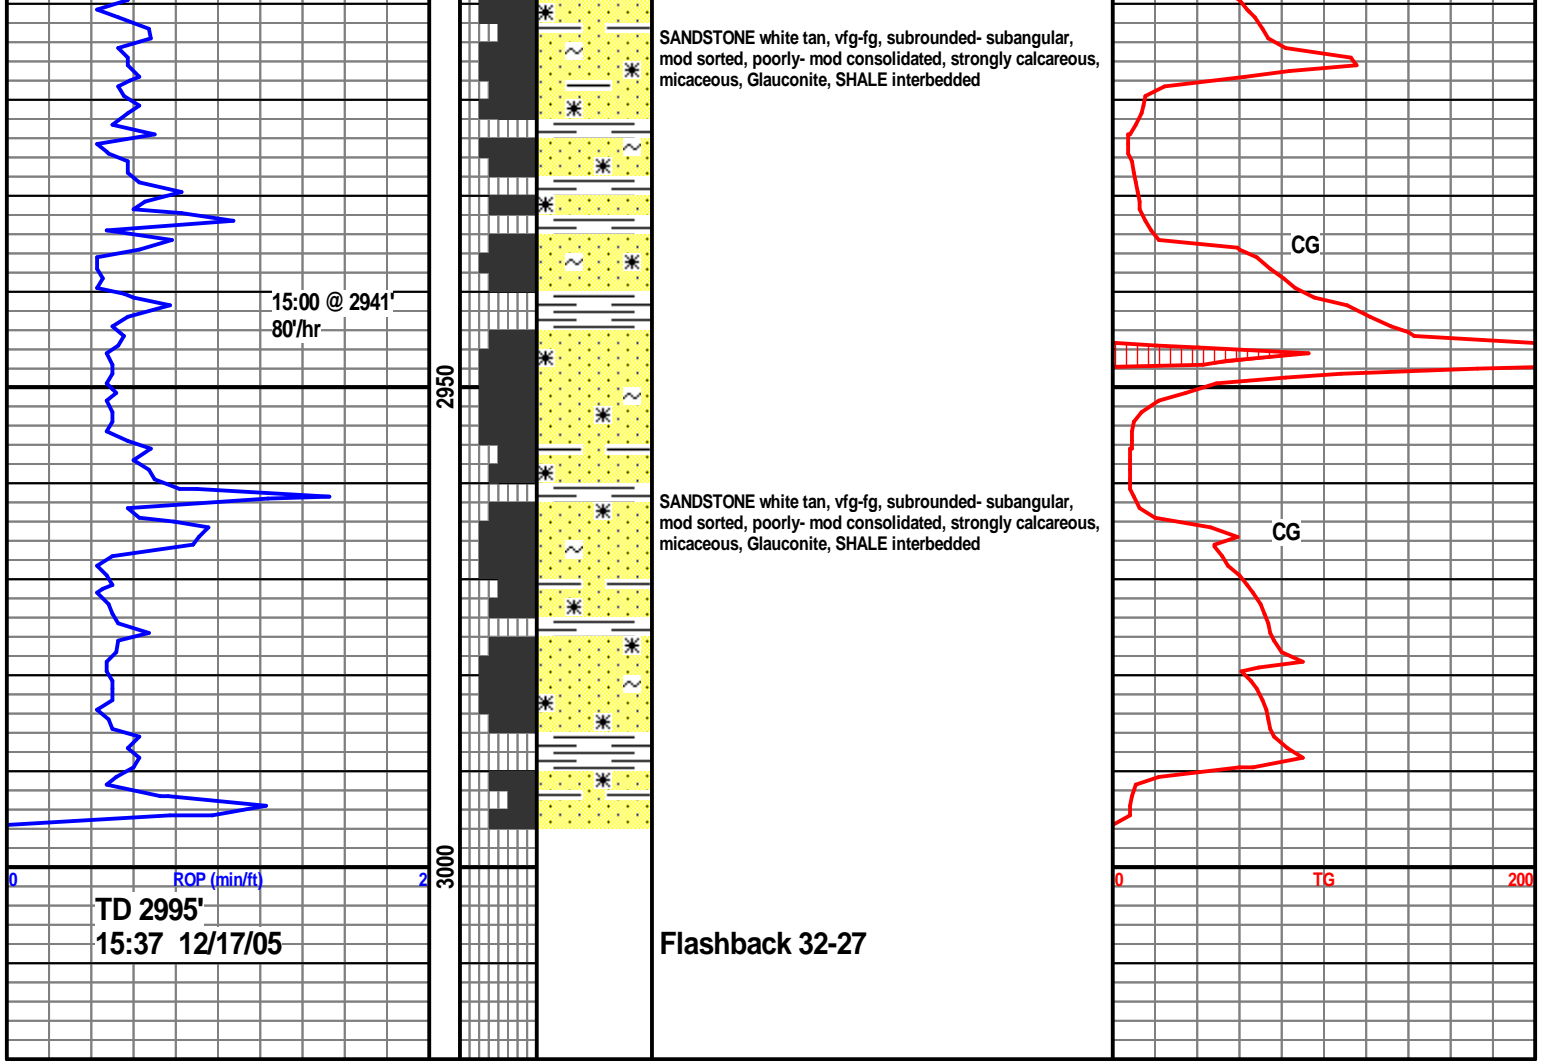 SANDSTONE white tan, vfg-fg, subrounded- subangular,
mod sorted, poorly- mod consolidated, strongly calcareous,
micaceous, Glauconite, SHALE interbedded
CG
15:00 @ 2941'
80'/hr
2950
SANDSTONE white tan, vfg-fg, subrounded- subangular,
mod sorted, poorly- mod consolidated, strongly calcareous,
micaceous, Glauconite, SHALE interbedded
CG
3000
0 ROP (min/ft) 2
0 TG 200
TD 2995'
15:37 12/17/05
Flashback 32-27